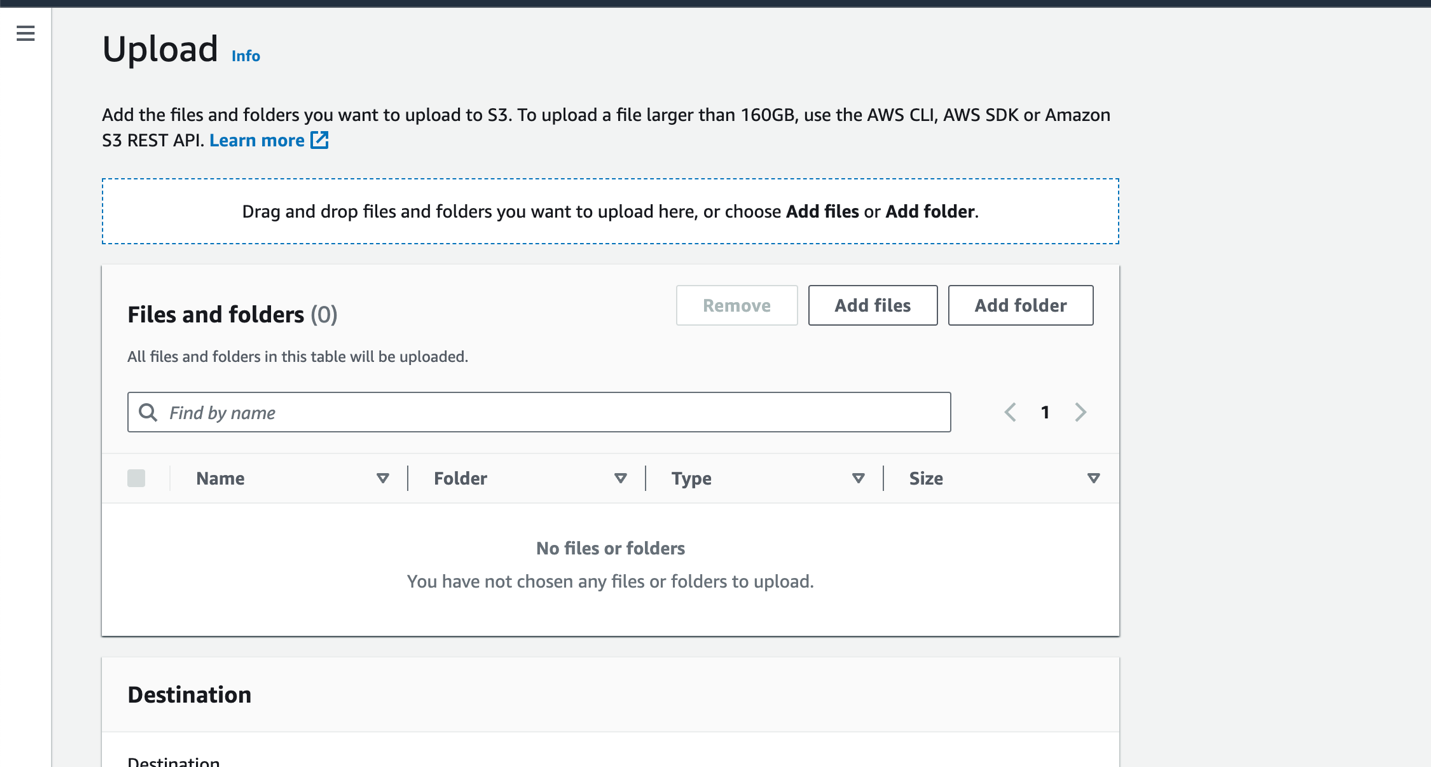 Upload Info
Add the files and folders you want to upload to S3. To upload a file larger than 160GB, use the AWS CLI, AWS SDK or Amazon
S3 REST API. Learn more
Drag and drop files and folders you want to upload here, or choose Add files or Add folder.
Files and folders (0)
Remove
Add files
Add folder
All files and folders in this table will be uploaded.
Find by name
1
Name
Folder
Type
Size
No files or folders
You have not chosen any files or folders to upload.
Destination
Destination